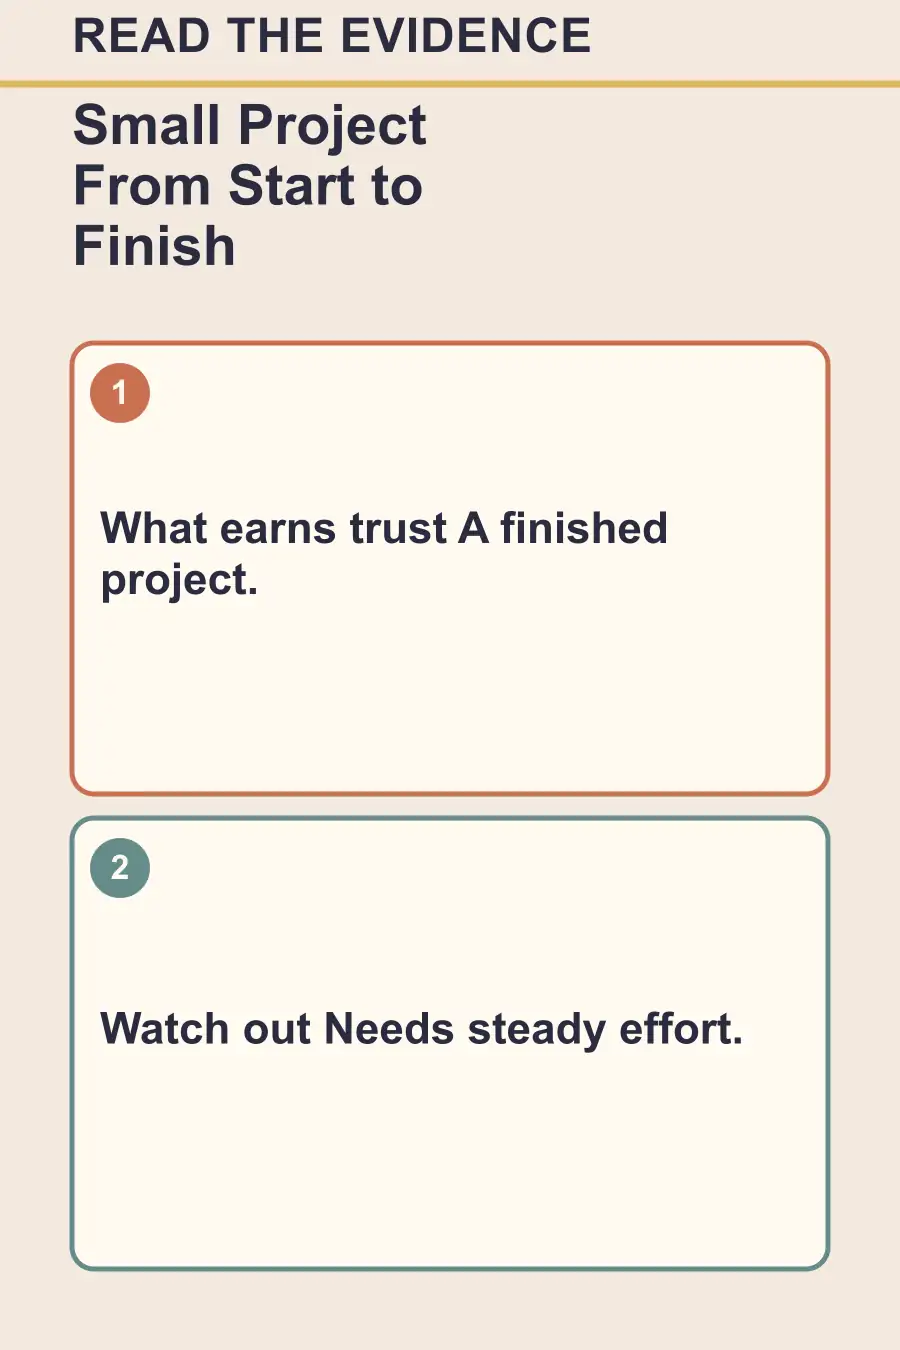 READ THE EVIDENCE
Small Project
From Start to
Finish
1
What earns trust A finished
project.
2
Watch out Needs steady effort.